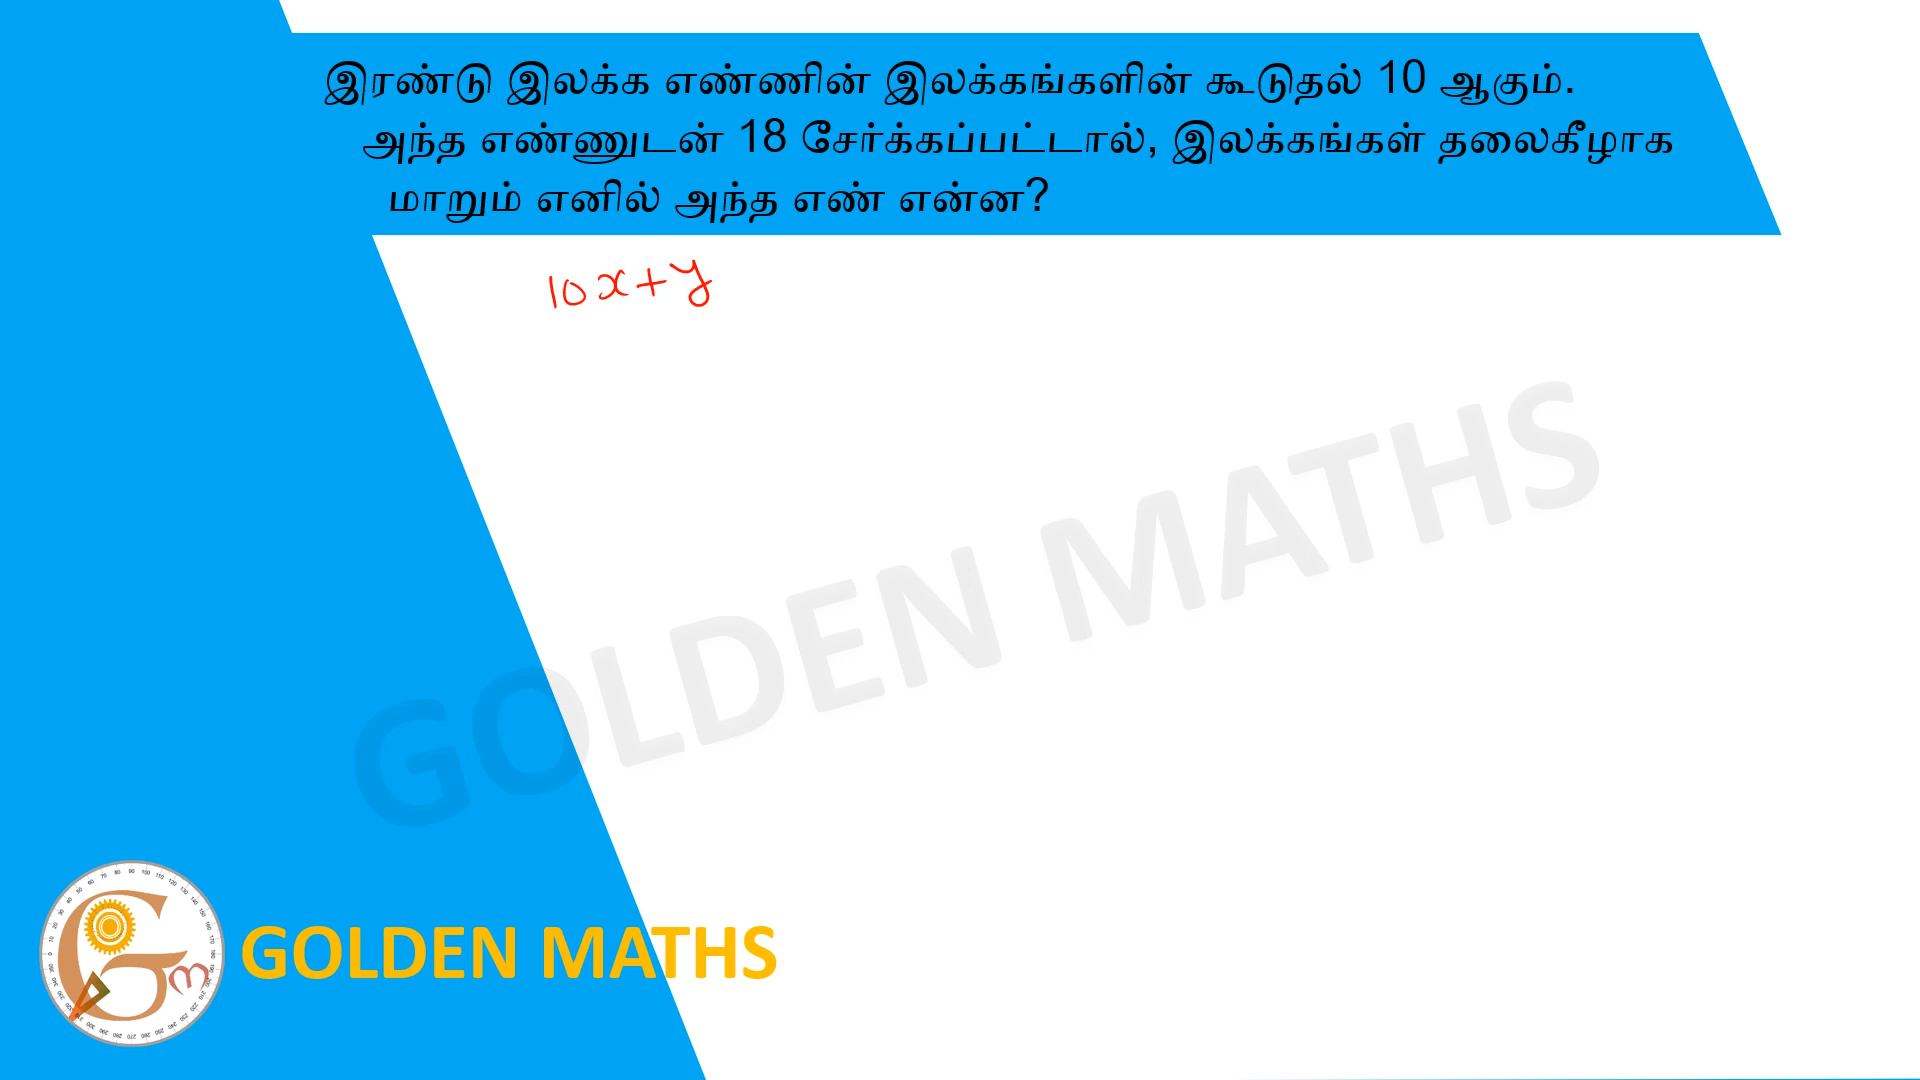 இரண்டு இலக்க எண்ணின் இலக்கங்களின் கூடுதல் 10 ஆகும்.
அந்த எண்ணுடன் 18 சேர்க்கப்பட்டால், இலக்கங்கள் தலைகீழாக
மாறும் எனில் அந்த எண் என்ன?
10x+y
GOLDEN MATHS
Gm
GOLDEN MATHS